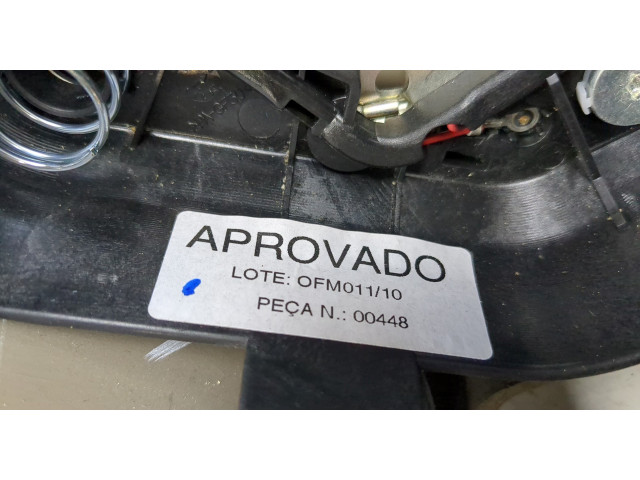 APROVADO
LOTE: OFM011/10
PEÇA N.: 00448